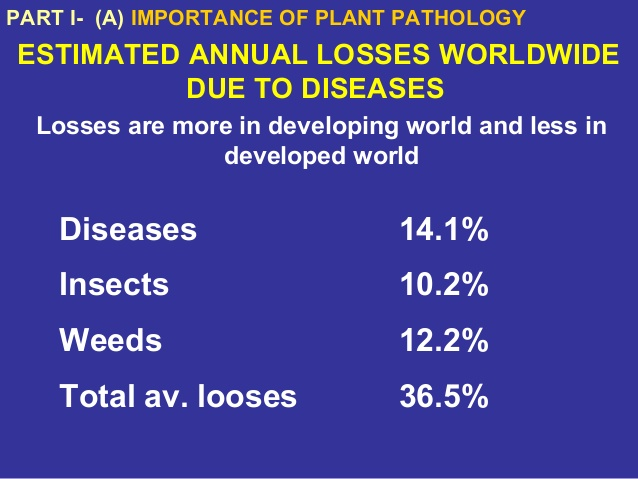 PART I-  (A) IMPORTANCE OF PLANT PATHOLOGY
ESTIMATED ANNUAL LOSSES WORLDWIDE
DUE TO DISEASES
Losses are more in developing world and less in
developed world
Diseases 14.1%
Insects 10.2%
Weeds 12.2%
Total av. looses 36.5%